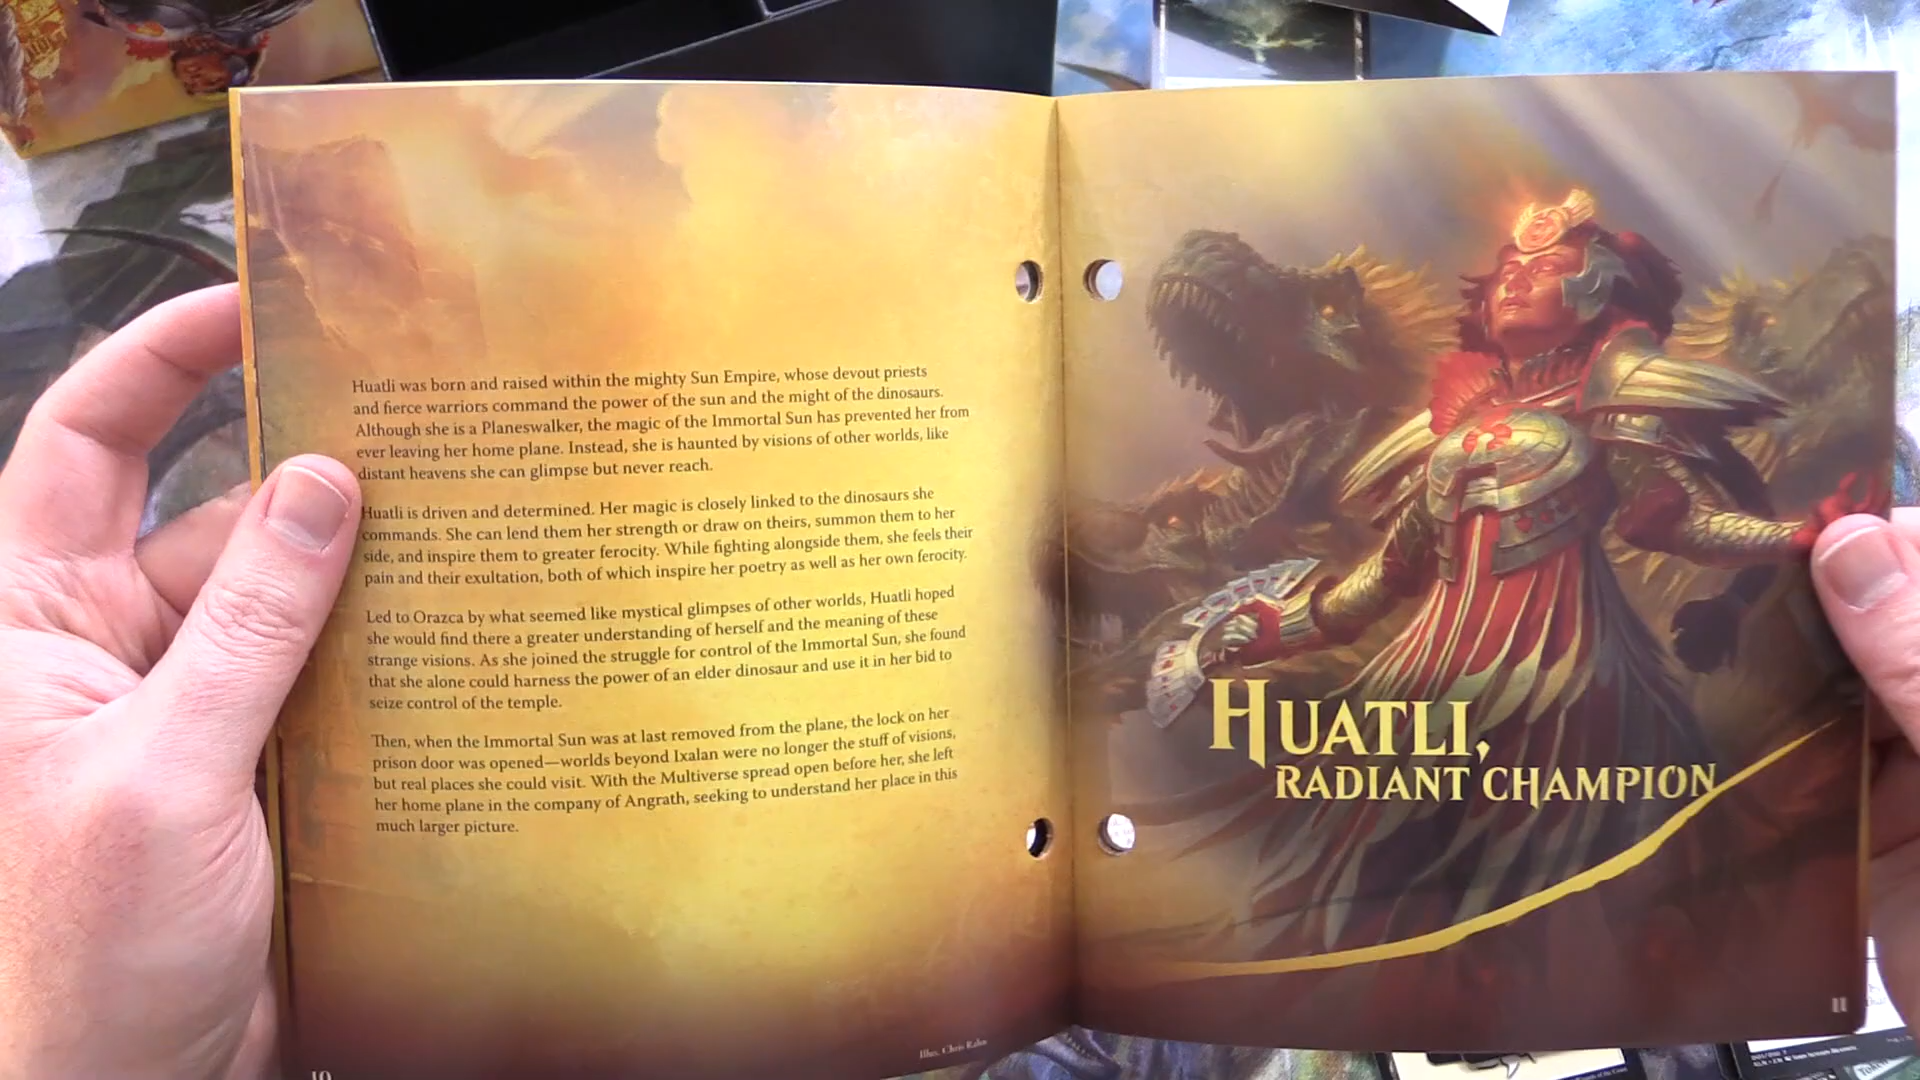 Huatli was born and raised within the mighty Sun Empire, whose devout priests
and fierce warriors command the power of the sun and the might of the dinosaurs.
Although she is a Planeswalker, the magic of the Immortal Sun has prevented her from
ever leaving her home plane. Instead, she is haunted by visions of other worlds, like
distant heavens she can glimpse but never reach.
Huatli is driven and determined. Her magic is closely linked to the dinosaurs she
commands. She can lend them her strength or draw on theirs, summon them to her
side, and inspire them to greater ferocity. While fighting alongside them, she feels their
pain and their exultation, both of which inspire her poetry as well as her own ferocity.
Led to Orazca by what seemed like mystical glimpses of other worlds, Huatli hoped
she would find there a greater understanding of herself and the meaning of these
strange visions. As she joined the struggle for control of the Immortal Sun, she found
that she alone could harness the power of an elder dinosaur and use it in her bid to
seize control of the temple.
Then, when the Immortal Sun was at last removed from the plane, the lock on her
prison door was opened—worlds beyond Ixalan were no longer the stuff of visions,
but real places she could visit. With the Multiverse spread open before her, she left
her home plane in the company of Angrath, seeking to understand her place in this
much larger picture.
Illus. Chris Rahn
10
HUATLI,
RADIANT CHAMPION
11